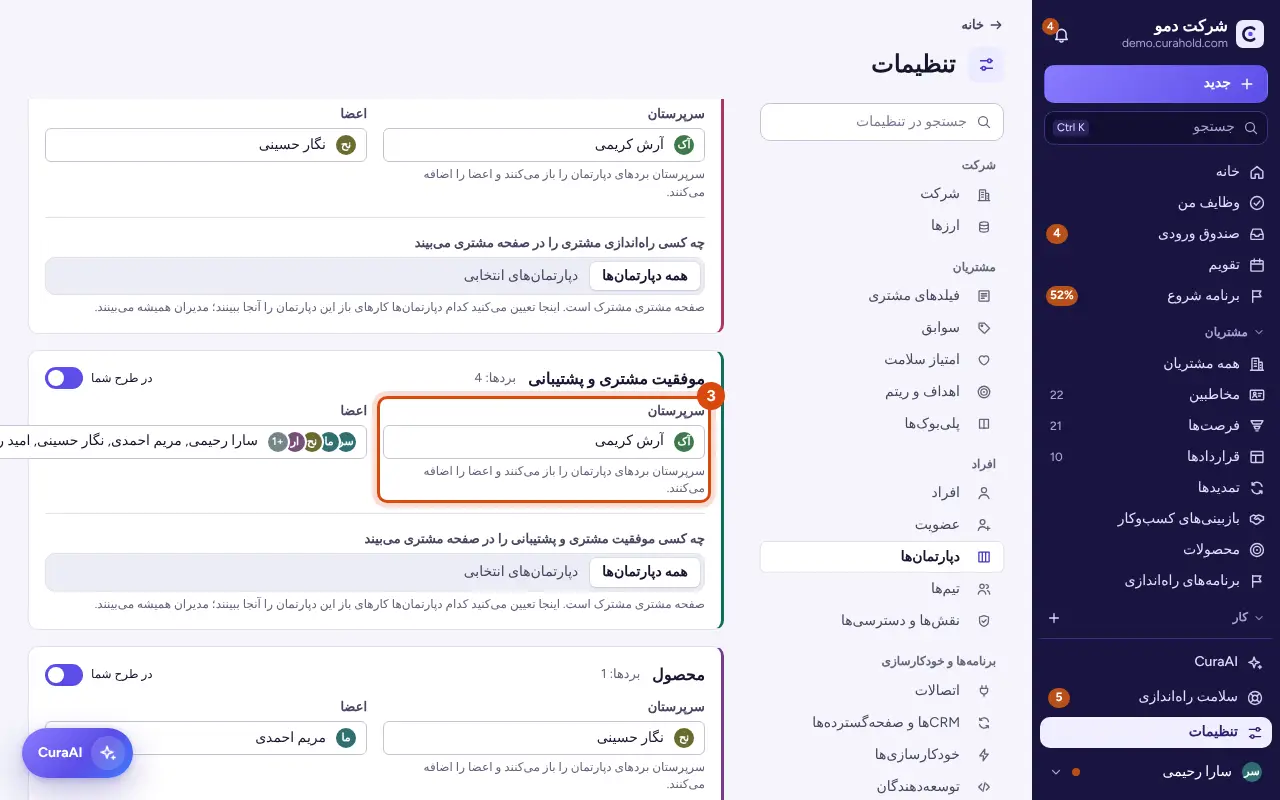 شرکت دمو
demo.curahold.com
4
جدید
جستجو
Ctrl K
خانه
وظایف من
صندوق ورودی
4
تقویم
برنامه شروع
52%
مشتریان
همه مشتریان
مخاطبین
22
فرصت‌ها
21
قراردادها
10
تمدیدها
بازبینی‌های کسب‌وکار
محصولات
برنامه‌های راه‌اندازی
کار
CuraAI
سلامت راه‌اندازی
5
تنظیمات
سر
سارا رحیمی
خانه
تنظیمات
جستجو در تنظیمات
شرکت
شرکت
ارزها
مشتریان
فیلدهای مشتری
سوابق
امتیاز سلامت
اهداف و ریتم
پلی‌بوک‌ها
افراد
افراد
عضویت
دپارتمان‌ها
تیم‌ها
نقش‌ها و دسترسی‌ها
برنامه‌ها و خودکارسازی
اتصالات
CRMها و صفحه‌گسترده‌ها
خودکارسازی‌ها
توسعه‌دهندگان
سرپرستان
اعضا
آک
آرش کریمی
نح
نگار حسینی
سرپرستان بردهای دپارتمان را باز می‌کنند و اعضا را اضافه
می‌کنند.
چه کسی راه‌اندازی مشتری را در صفحه مشتری می‌بیند
همه دپارتمان‌ها
دپارتمان‌های انتخابی
صفحه مشتری مشترک است. اینجا تعیین می‌کنید کدام دپارتمان‌ها کارهای باز این دپارتمان را آنجا ببینند؛ مدیران همیشه می‌بینند.
موفقیت مشتری و پشتیبانی
بردها: 4
در طرح شما
3
سرپرستان
اعضا
آک
آرش کریمی
سر
ما
نح
ار
+1
سارا رحیمی, مریم احمدی, نگار حسینی, امید
سرپرستان بردهای دپارتمان را باز می‌کنند و اعضا را اضافه
می‌کنند.
چه کسی موفقیت مشتری و پشتیبانی را در صفحه مشتری می‌بیند
همه دپارتمان‌ها
دپارتمان‌های انتخابی
صفحه مشتری مشترک است. اینجا تعیین می‌کنید کدام دپارتمان‌ها کارهای باز این دپارتمان را آنجا ببینند؛ مدیران همیشه می‌بینند.
محصول
بردها: 1
در طرح شما
سرپرستان
اعضا
نح
نگار حسینی
ما
مریم احمدی
سرپرستان بردهای دپارتمان را باز می‌کنند و اعضا را اضافه
می‌کنند.
CuraAI